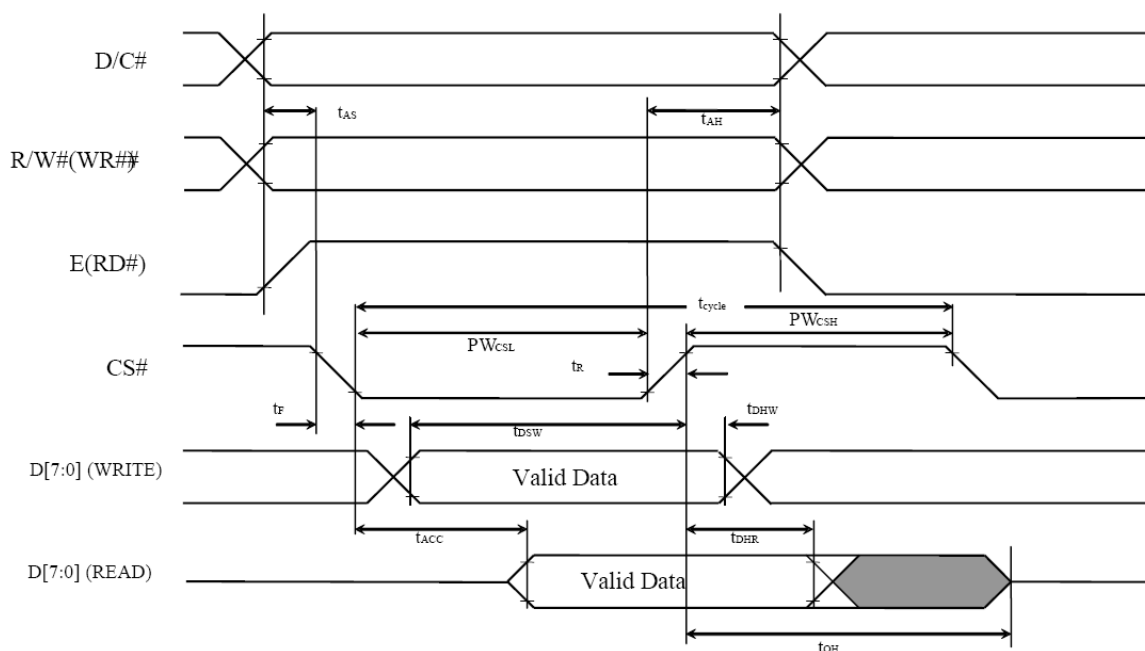 D/C#
tAS
tAH
R/W#(WR##)
E(RD#)
tcycle
PWCSH
PWCSL
CS#
tR
tF
tDSW
tDHW
D[7:0] (WRITE)
Valid Data
tACC
tDHR
D[7:0] (READ)
Valid Data
tOH